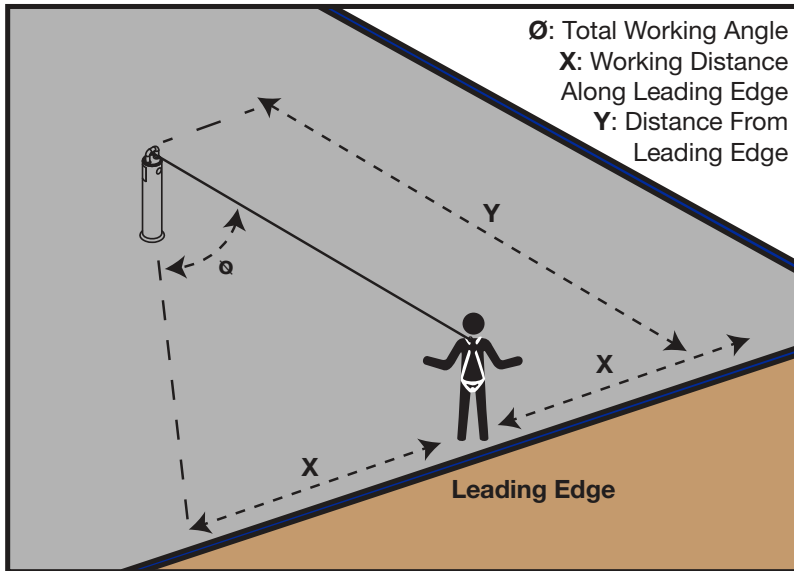 Ø: Total Working Angle
X: Working Distance
Along Leading Edge
Y: Distance From
Leading Edge
Y
ø
X
X
Leading Edge